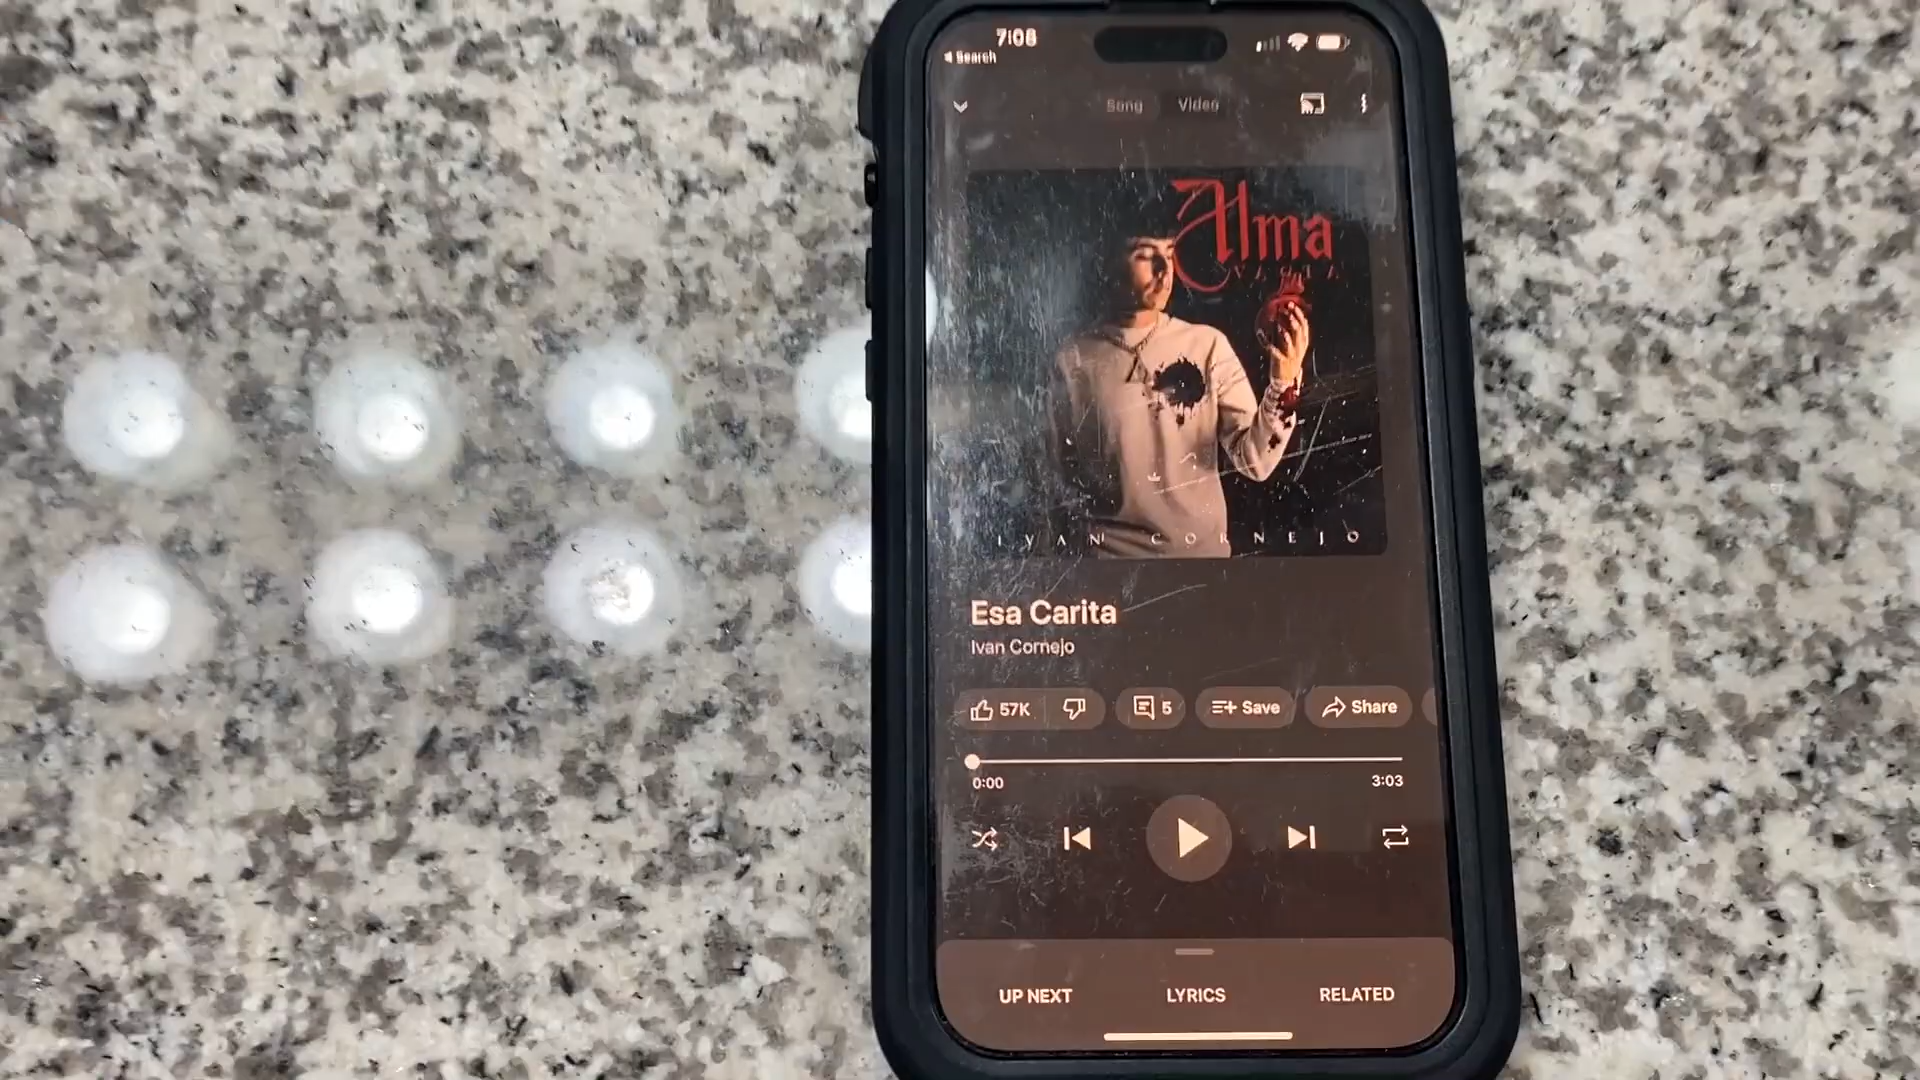 7:08
Search
Song Video
Alma
VACIA
IVAN CORNEJO
Esa Carita
Ivan Cornejo
57K 5 Save Share
0:00 3:03
UP NEXT LYRICS RELATED